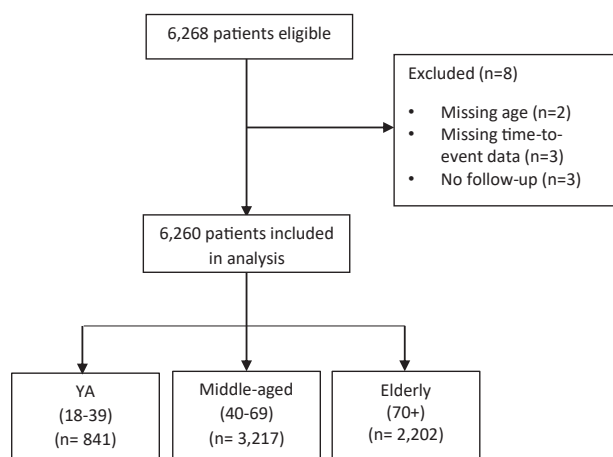 6,268 patients eligible
Excluded (n=8)
• Missing age (n=2)
• Missing time-to-
event data (n=3)
• No follow-up (n=3)
6,260 patients included
in analysis
YA
(18-39)
(n= 841)
Middle-aged
(40-69)
(n= 3,217)
Elderly
(70+)
(n= 2,202)